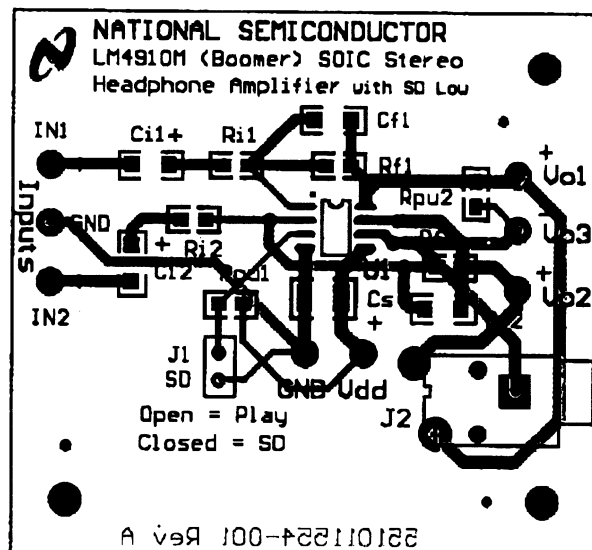 NATIONAL SEMICONDUCTOR
LM4910M (Boomer) SOIC Stereo
Headphone Amplifier with SD Low
Cf1
IN1
Ci1+
Ri1
Rf1
+
Vo1
Rpu2
Inputs
GND
+
Ri2
Vo3
Ci2
+
Vo2
IN2
Cs
+
J1
SD
GND Vdd
J2
Open = Play
Closed = SD
551011554-001 Rev A